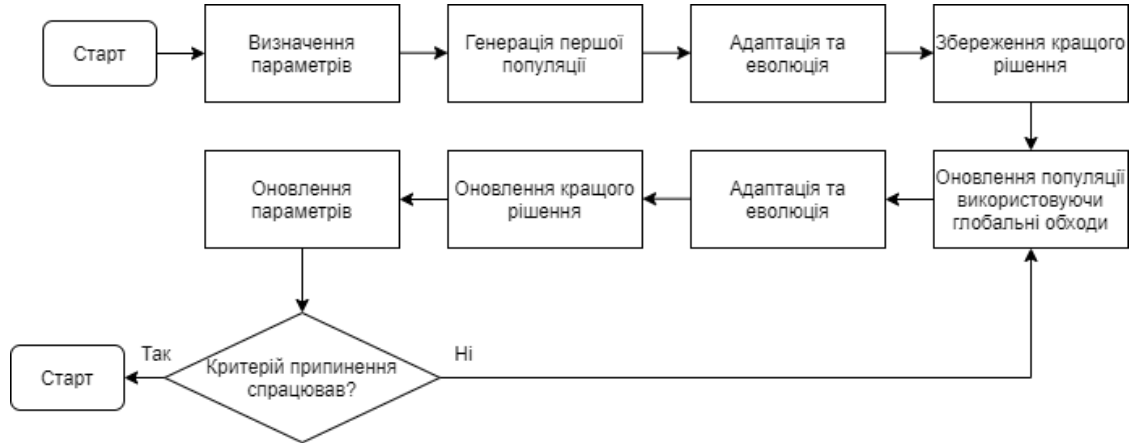 Старт
Визначення
параметрів
Генерація першої
популяції
Адаптація та
еволюція
Збереження кращого
рішення
Оновлення популяції
використовуючи
глобальні обходи
Адаптація та
еволюція
Оновлення кращого
рішення
Оновлення
параметрів
Критерій припинення
спрацював?
Так
Ні
Старт